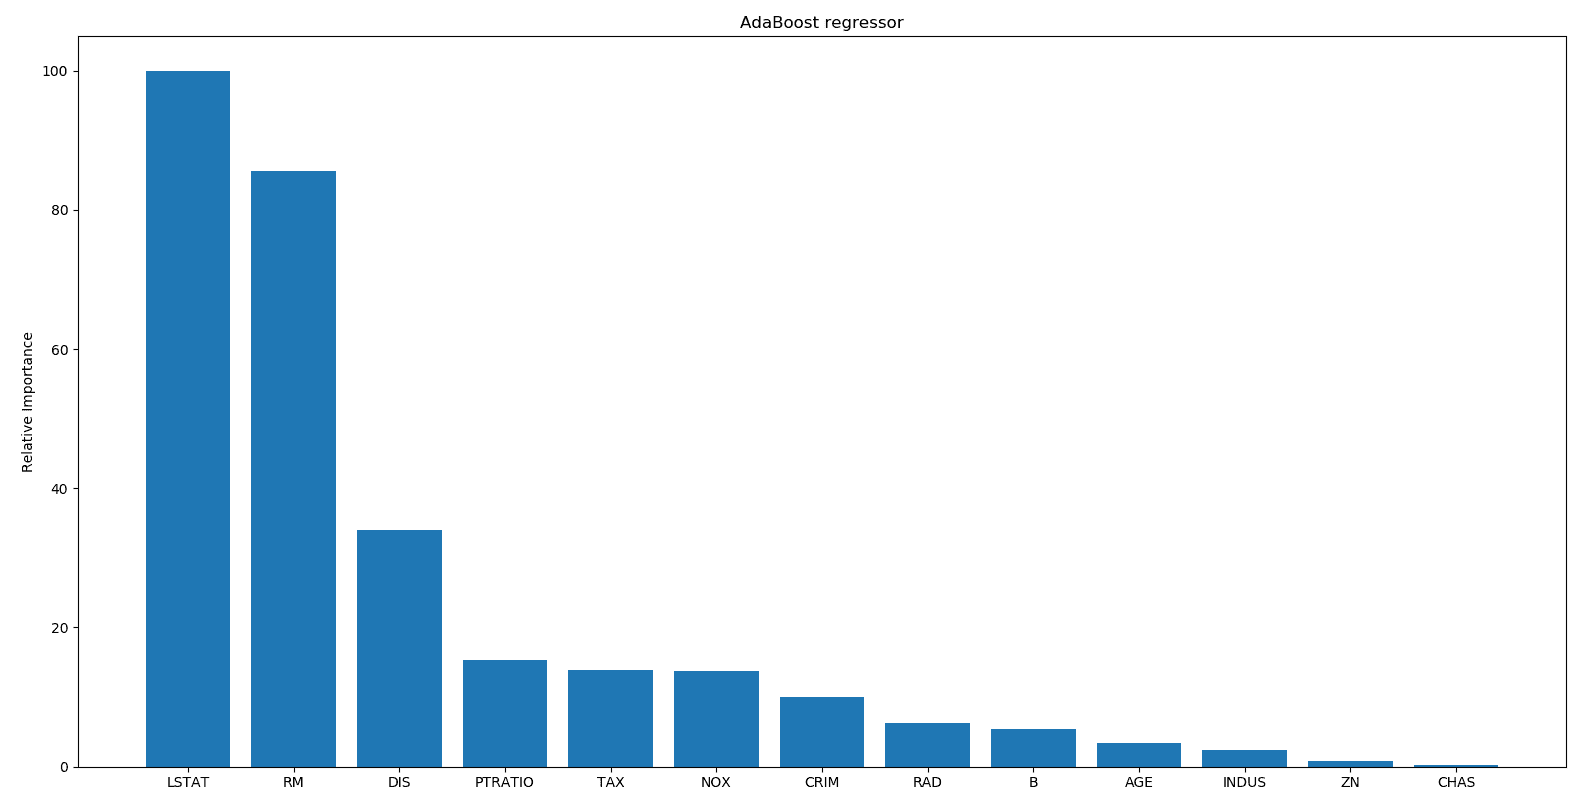 AdaBoost regressor
Relative Importance
100
80
60
40
20
0
LSTAT RM DIS PTRATIO TAX NOX CRIM RAD B AGE INDUS ZN CHAS